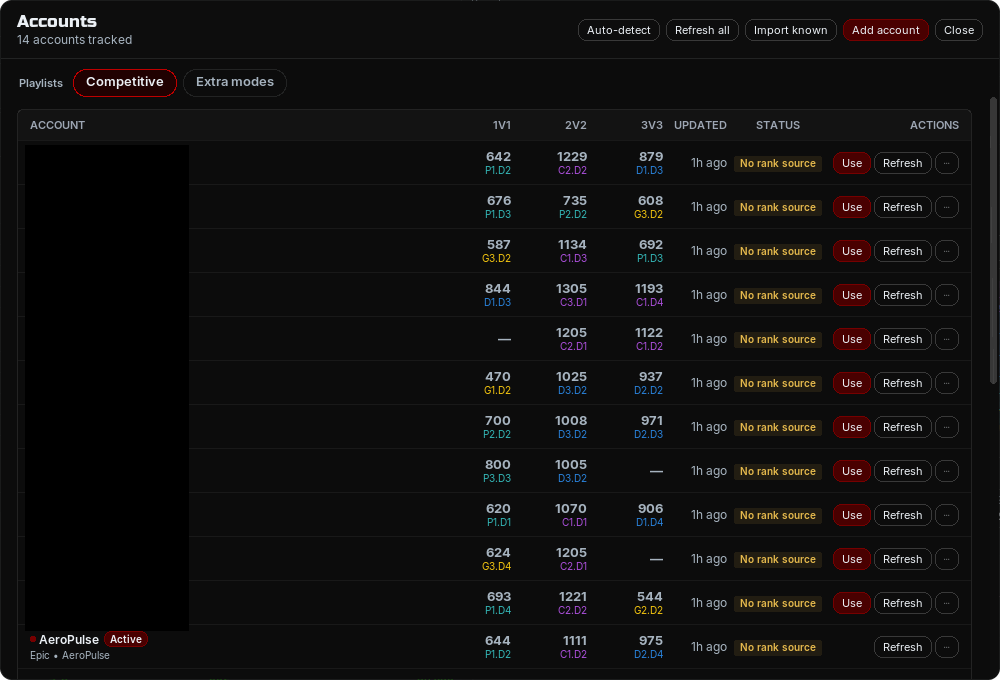 Accounts
14 accounts tracked
Auto-detect Refresh all Import known Add account Close
Playlists Competitive Extra modes
ACCOUNT 1V1 2V2 3V3 UPDATED STATUS ACTIONS
642 1229 879 1h ago No rank source Use Refresh ...
P1.D2 C2.D2 D1.D3
676 735 608 1h ago No rank source Use Refresh ...
P1.D3 P2.D2 G3.D2
587 1134 692 1h ago No rank source Use Refresh ...
G3.D2 C1.D3 P1.D3
844 1305 1193 1h ago No rank source Use Refresh ...
D1.D3 C3.D1 C1.D4
— 1205 1122 1h ago No rank source Use Refresh ...
C2.D1 C1.D2
470 1025 937 1h ago No rank source Use Refresh ...
G1.D2 D3.D2 D2.D2
700 1008 971 1h ago No rank source Use Refresh ...
P2.D2 D3.D2 D2.D3
800 1005 — 1h ago No rank source Use Refresh ...
P3.D3 D3.D2
620 1070 906 1h ago No rank source Use Refresh ...
P1.D1 C1.D1 D1.D4
624 1205 — 1h ago No rank source Use Refresh ...
G3.D4 C2.D1
693 1221 544 1h ago No rank source Use Refresh ...
P1.D4 C2.D2 G2.D2
AeroPulse Active 644 1111 975 1h ago No rank source Refresh ...
Epic • AeroPulse P1.D2 C1.D2 D2.D4